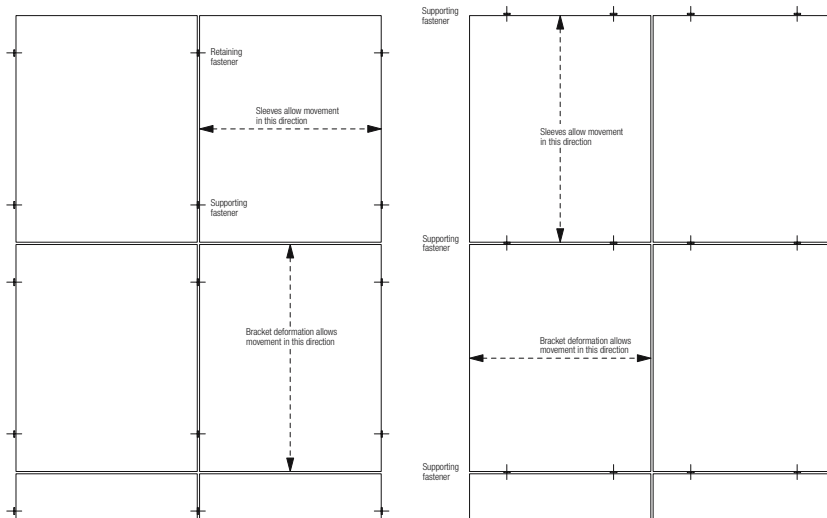 Retaining
fastener
Sleeves allow movement
in this direction
Supporting
fastener
Bracket deformation allows
movement in this direction
Supporting
fastener
Sleeves allow movement
in this direction
Supporting
fastener
Bracket deformation allows
movement in this direction
Supporting
fastener